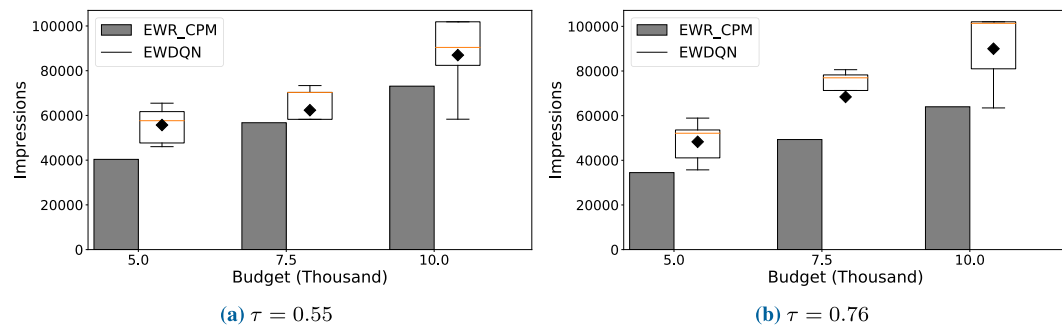 100000
80000
60000
40000
20000
0
Impressions
EWR_CPM
EWDQN
5.0 7.5 10.0
Budget (Thousand)
(a) τ = 0.55
100000
80000
60000
40000
20000
0
Impressions
EWR_CPM
EWDQN
5.0 7.5 10.0
Budget (Thousand)
(b) τ = 0.76